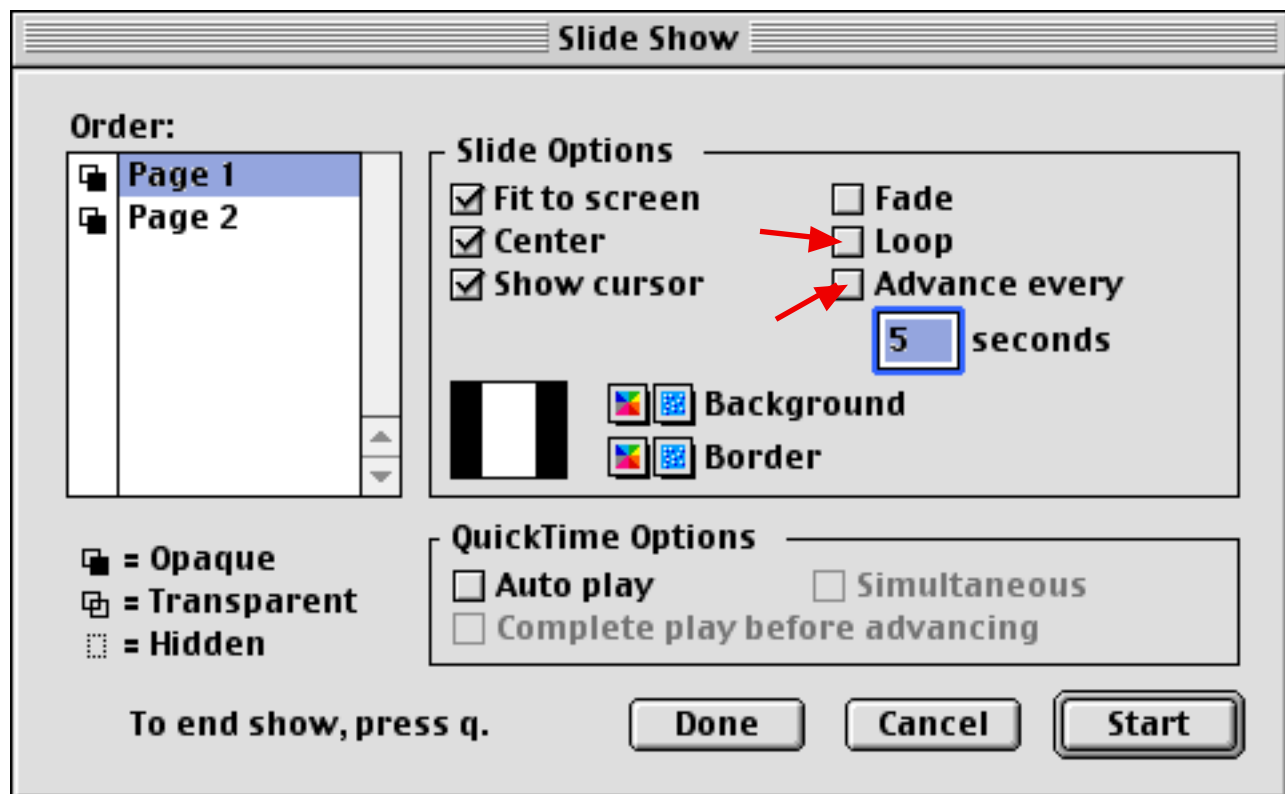 Slide Show
Order:
Page 1
Page 2
= Opaque
= Transparent
= Hidden
Slide Options
Fit to screen
Center
Show cursor
Fade
Loop
Advance every
5 seconds
Background
Border
QuickTime Options
Auto play
Simultaneous
Complete play before advancing
To end show, press q.
Done
Cancel
Start